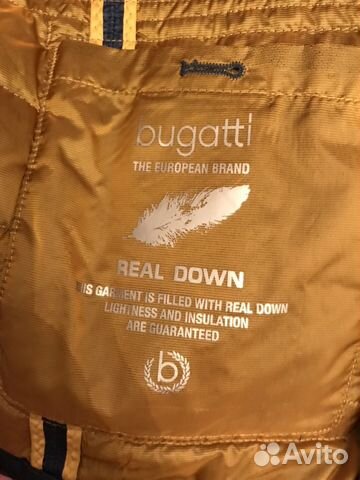 bugatti
THE EUROPEAN BRAND
REAL DOWN
GARMENT IS FILLED WITH REAL DOWN
LIGHTNESS AND INSULATION
ARE GUARANTEED
b
Avito